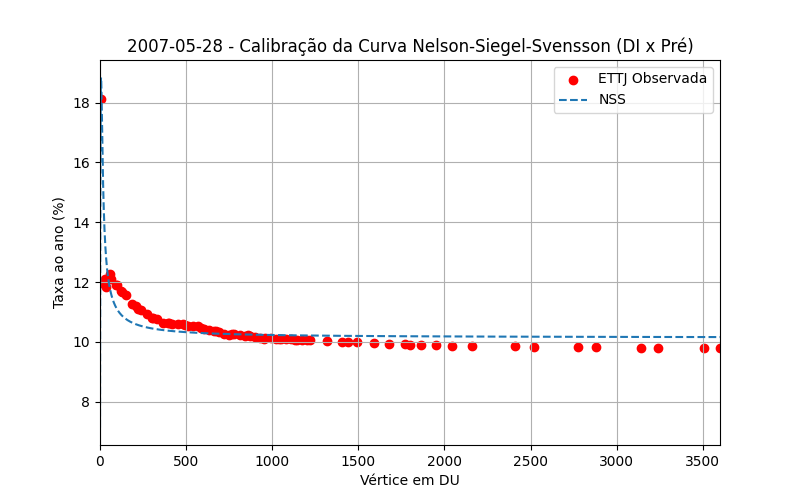 2007-05-28 - Calibração da Curva Nelson-Siegel-Svensson (DI x Pré)
ETTJ Observada
NSS
Taxa ao ano (%)
18
16
14
12
10
8
0 500 1000 1500 2000 2500 3000 3500
Vértice em DU